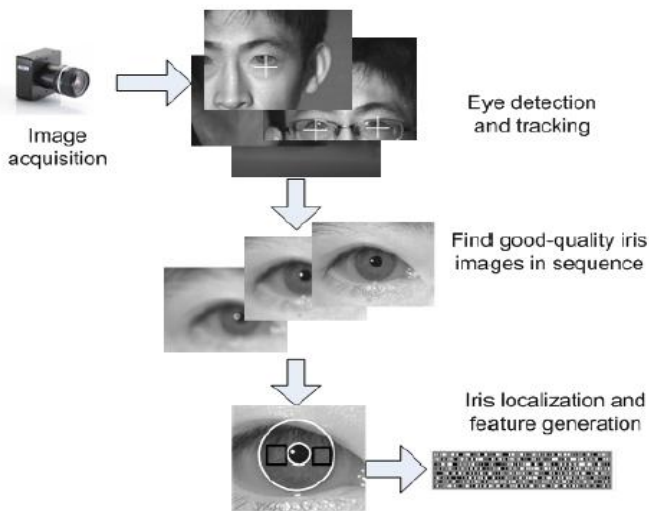 Image
acquisition
Eye detection
and tracking
Find good-quality iris
images in sequence
Iris localization and
feature generation